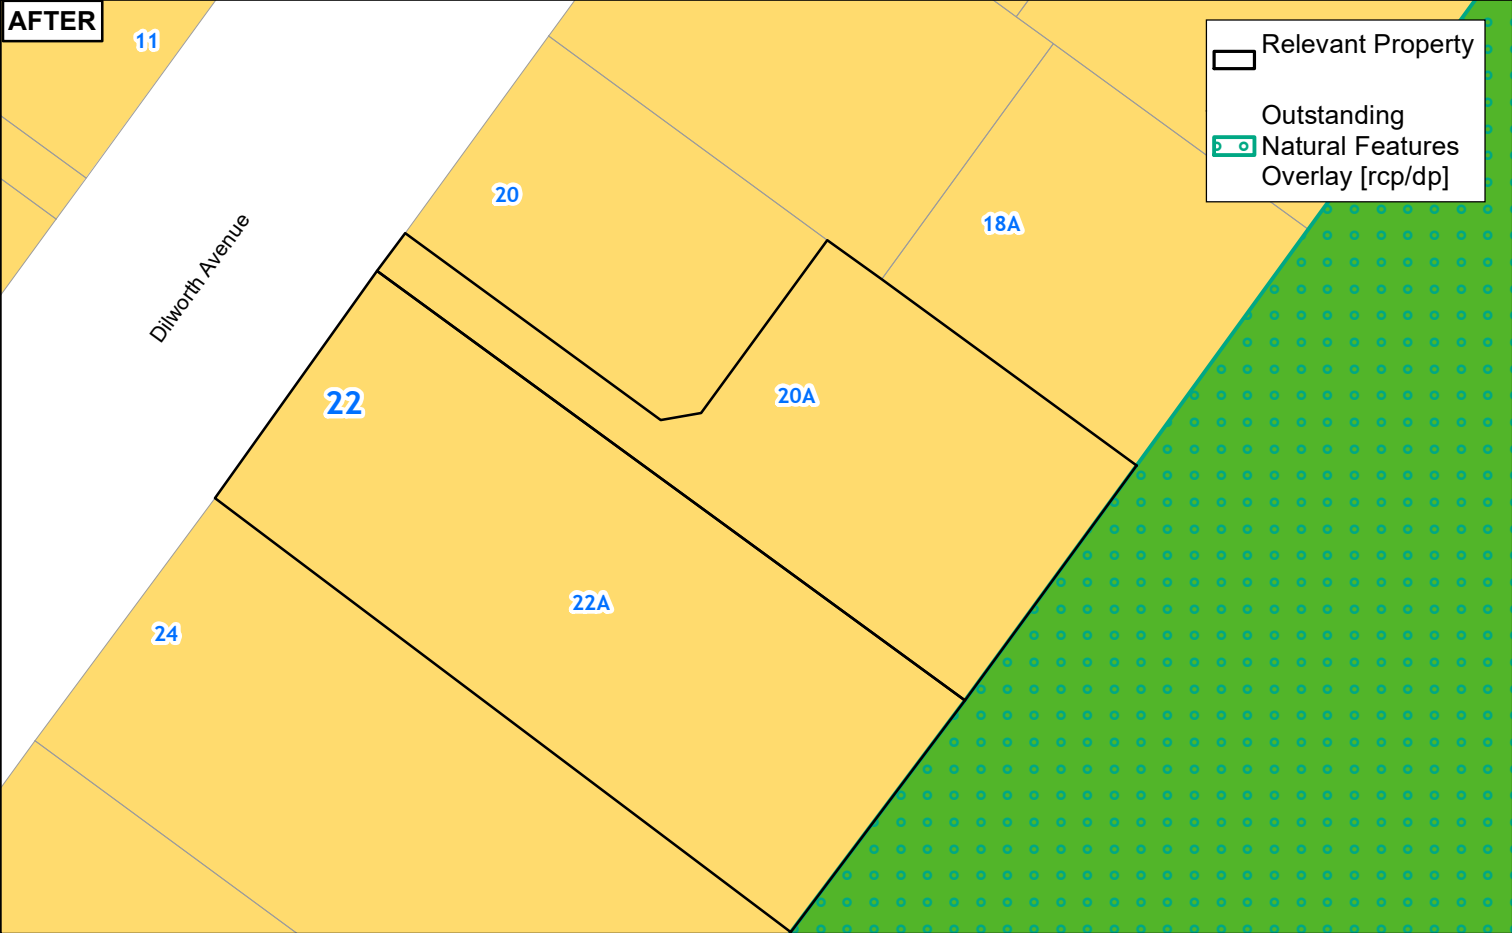 AFTER
11
Relevant Property
Outstanding
Natural Features
Overlay [rcp/dp]
20
18A
Dilworth Avenue
20A
22
22A
24